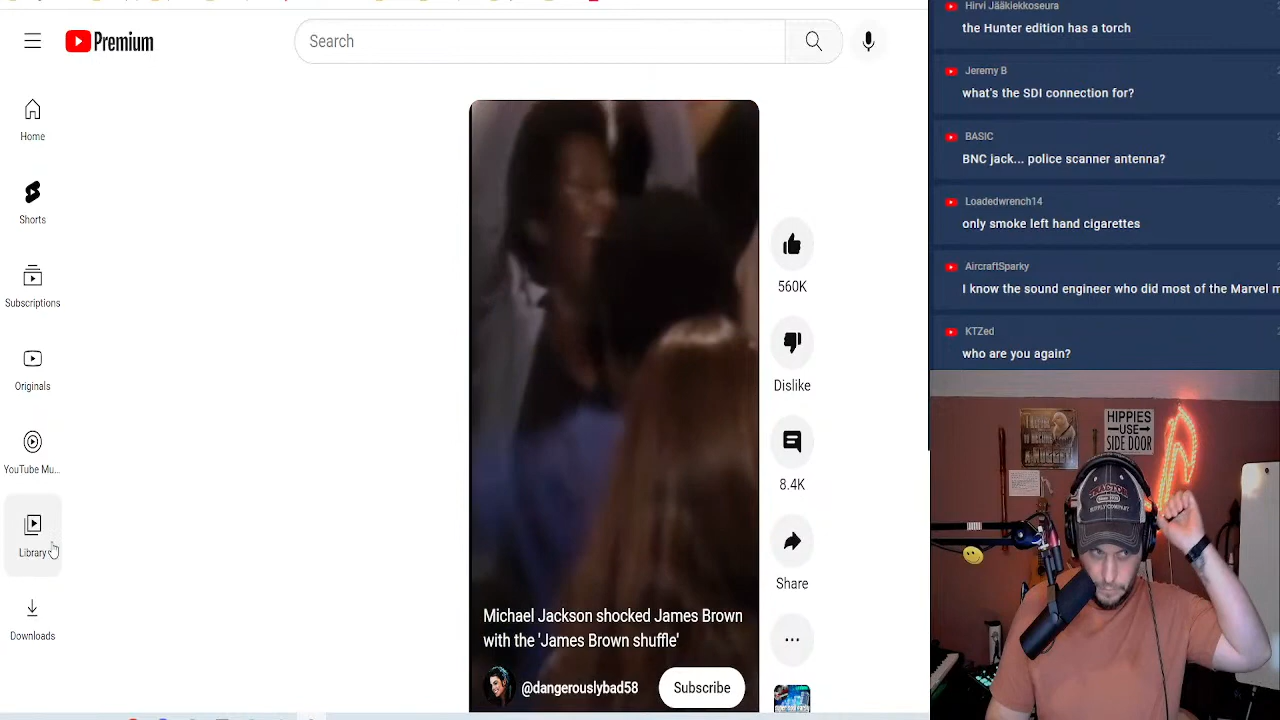 Premium
Search
Home
Shorts
Subscriptions
Originals
YouTube Mu...
Library
Downloads
560K
Dislike
8.4K
Share
Michael Jackson shocked James Brown
with the 'James Brown shuffle'
@dangerouslybad58
Subscribe
Hirvi Jääkiekkoseura
the Hunter edition has a torch
Jeremy B
what's the SDI connection for?
BASIC
BNC jack... police scanner antenna?
Loadedwrench14
only smoke left hand cigarettes
AircraftSparky
I know the sound engineer who did most of the Marvel m
KTZed
who are you again?
HIPPIES
USE
SIDE DOOR
TRACTOR
SUPPLY COMPANY